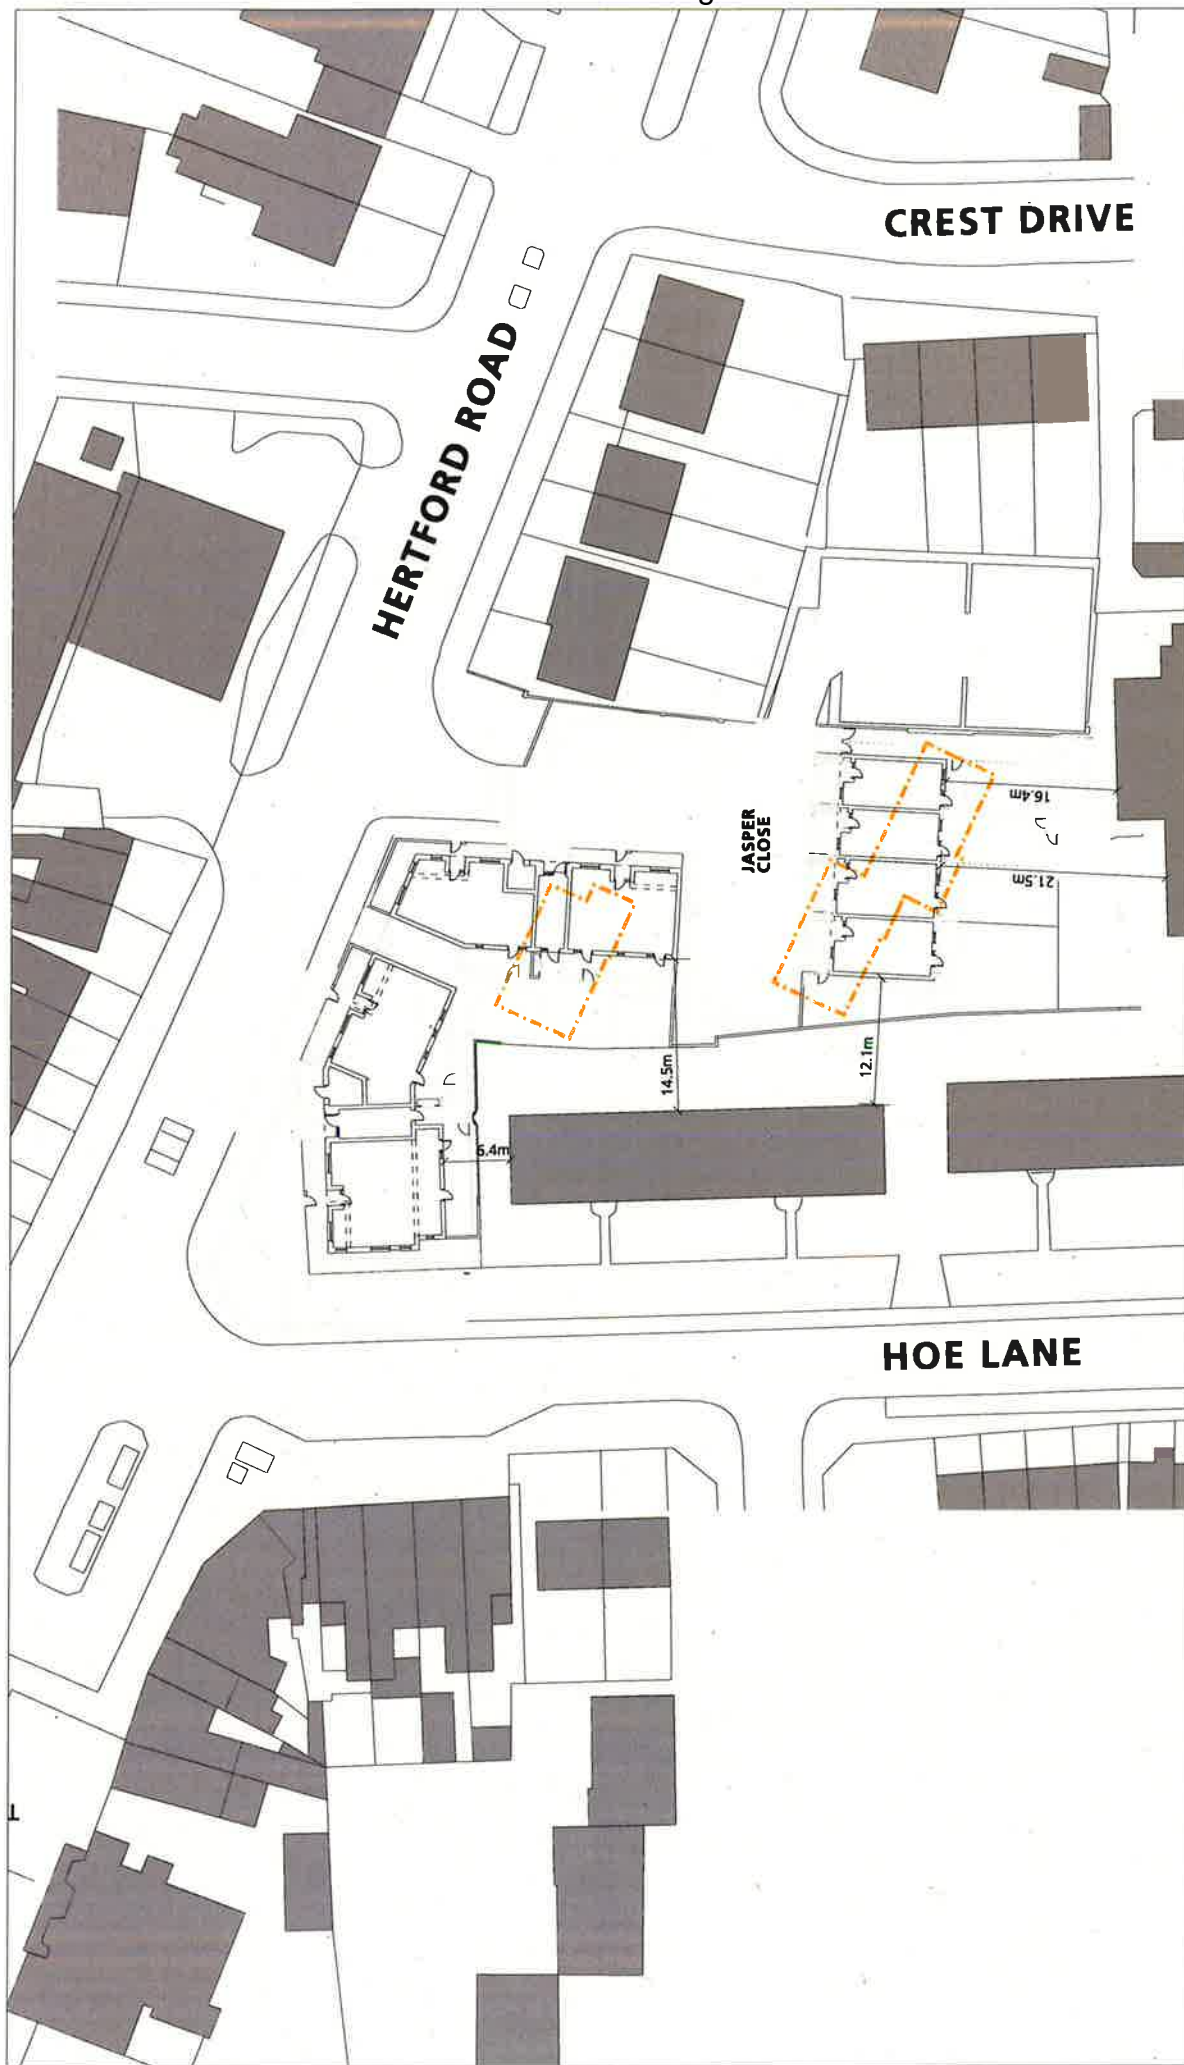 CREST DRIVE
HERTFORD ROAD
JASPER
CLOSE
16.4m
21.5m
14.5m
12.1m
6.4m
HOE LANE